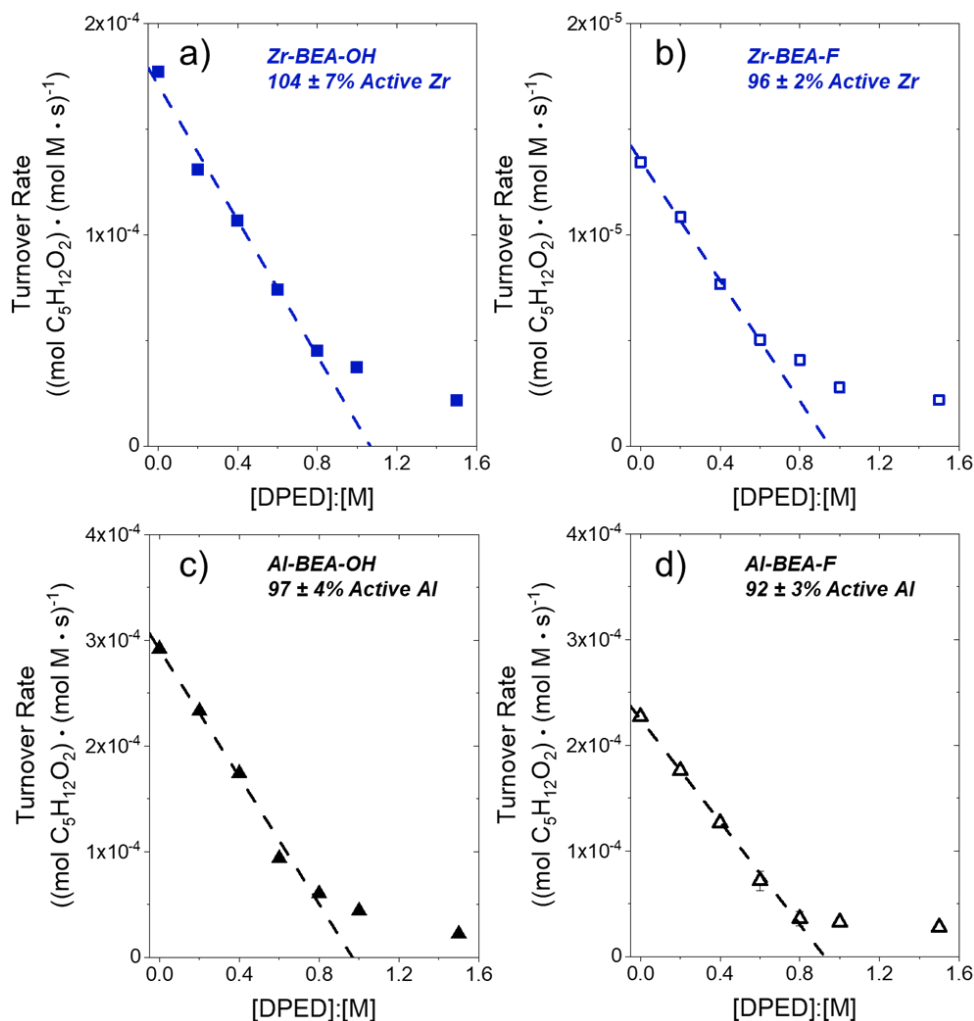 a)
Zr-BEA-OH
104 ± 7% Active Zr
2x10⁻⁴
1x10⁻⁴
0
Turnover Rate
((mol C₅H₁₂O₂) · (mol M · s)⁻¹)
0.0 0.4 0.8 1.2 1.6
[DPED]:[M]
b)
Zr-BEA-F
96 ± 2% Active Zr
2x10⁻⁵
1x10⁻⁵
0
Turnover Rate
((mol C₅H₁₂O₂) · (mol M · s)⁻¹)
0.0 0.4 0.8 1.2 1.6
[DPED]:[M]
c)
Al-BEA-OH
97 ± 4% Active Al
4x10⁻⁴
3x10⁻⁴
2x10⁻⁴
1x10⁻⁴
0
Turnover Rate
((mol C₅H₁₂O₂) · (mol M · s)⁻¹)
0.0 0.4 0.8 1.2 1.6
[DPED]:[M]
d)
Al-BEA-F
92 ± 3% Active Al
4x10⁻⁴
3x10⁻⁴
2x10⁻⁴
1x10⁻⁴
0
Turnover Rate
((mol C₅H₁₂O₂) · (mol M · s)⁻¹)
0.0 0.4 0.8 1.2 1.6
[DPED]:[M]